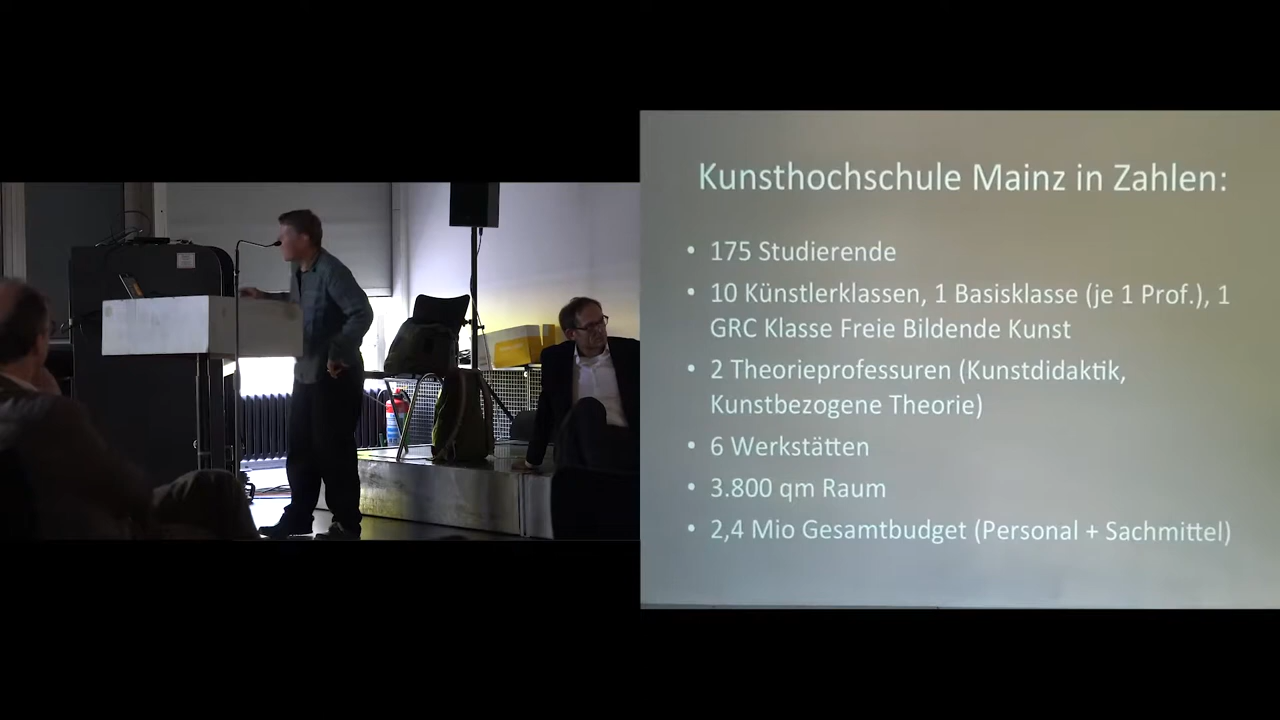 Kunsthochschule Mainz in Zahlen:
• 175 Studierende
• 10 Künstlerklassen, 1 Basisklasse (je 1 Prof.), 1
GRC Klasse Freie Bildende Kunst
• 2 Theorieprofessuren (Kunstdidaktik,
Kunstbezogene Theorie)
• 6 Werkstätten
• 3.800 qm Raum
• 2,4 Mio Gesamtbudget (Personal + Sachmittel)